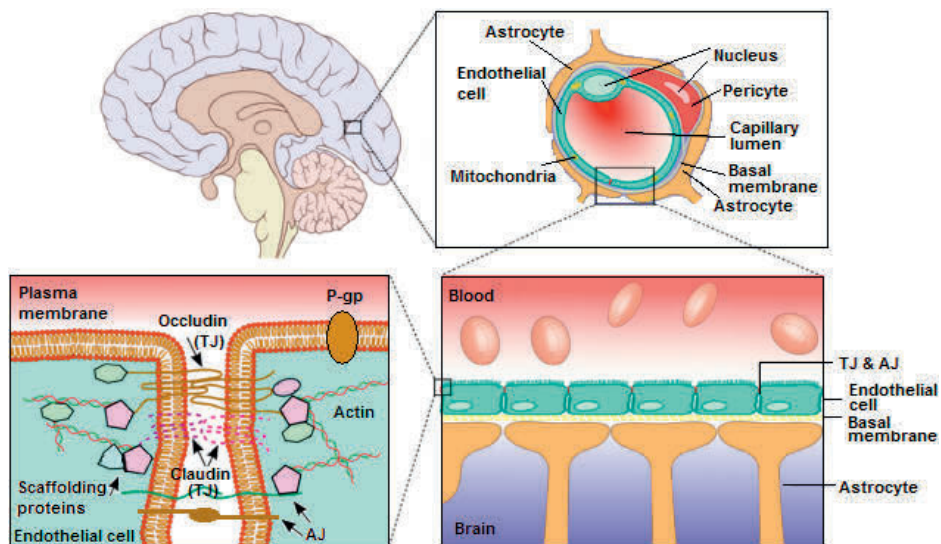 Astrocyte
Nucleus
Endothelial
cell
Pericyte
Capillary
lumen
Mitochondria
Basal
membrane
Astrocyte
Plasma
membrane
P-gp
Occludin
(TJ)
Actin
Claudin
(TJ)
Scaffolding
proteins
AJ
Endothelial cell
Blood
TJ & AJ
Endothelial
cell
Basal
membrane
Astrocyte
Brain